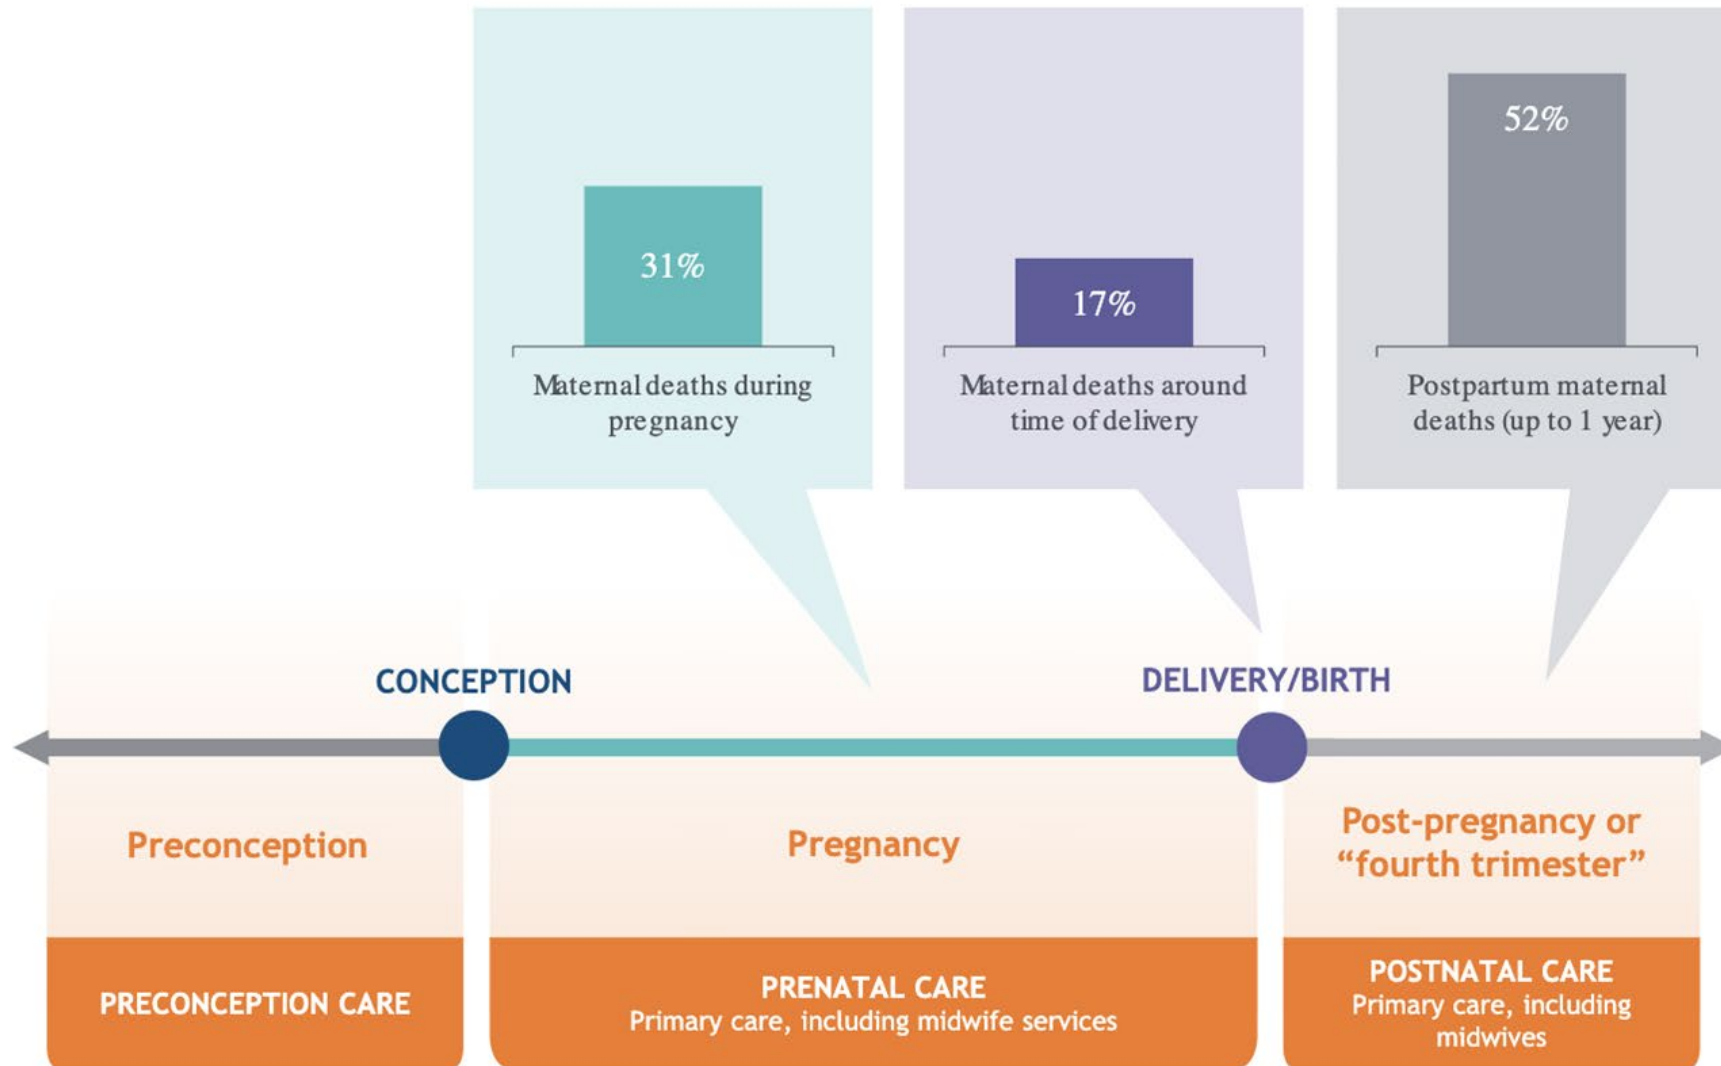 31%
Maternal deaths during
pregnancy
17%
Maternal deaths around
time of delivery
52%
Postpartum maternal
deaths (up to 1 year)
CONCEPTION
DELIVERY/BIRTH
Preconception
Pregnancy
Post-pregnancy or
“fourth trimester”
PRECONCEPTION CARE
PRENATAL CARE
Primary care, including midwife services
POSTNATAL CARE
Primary care, including
midwives